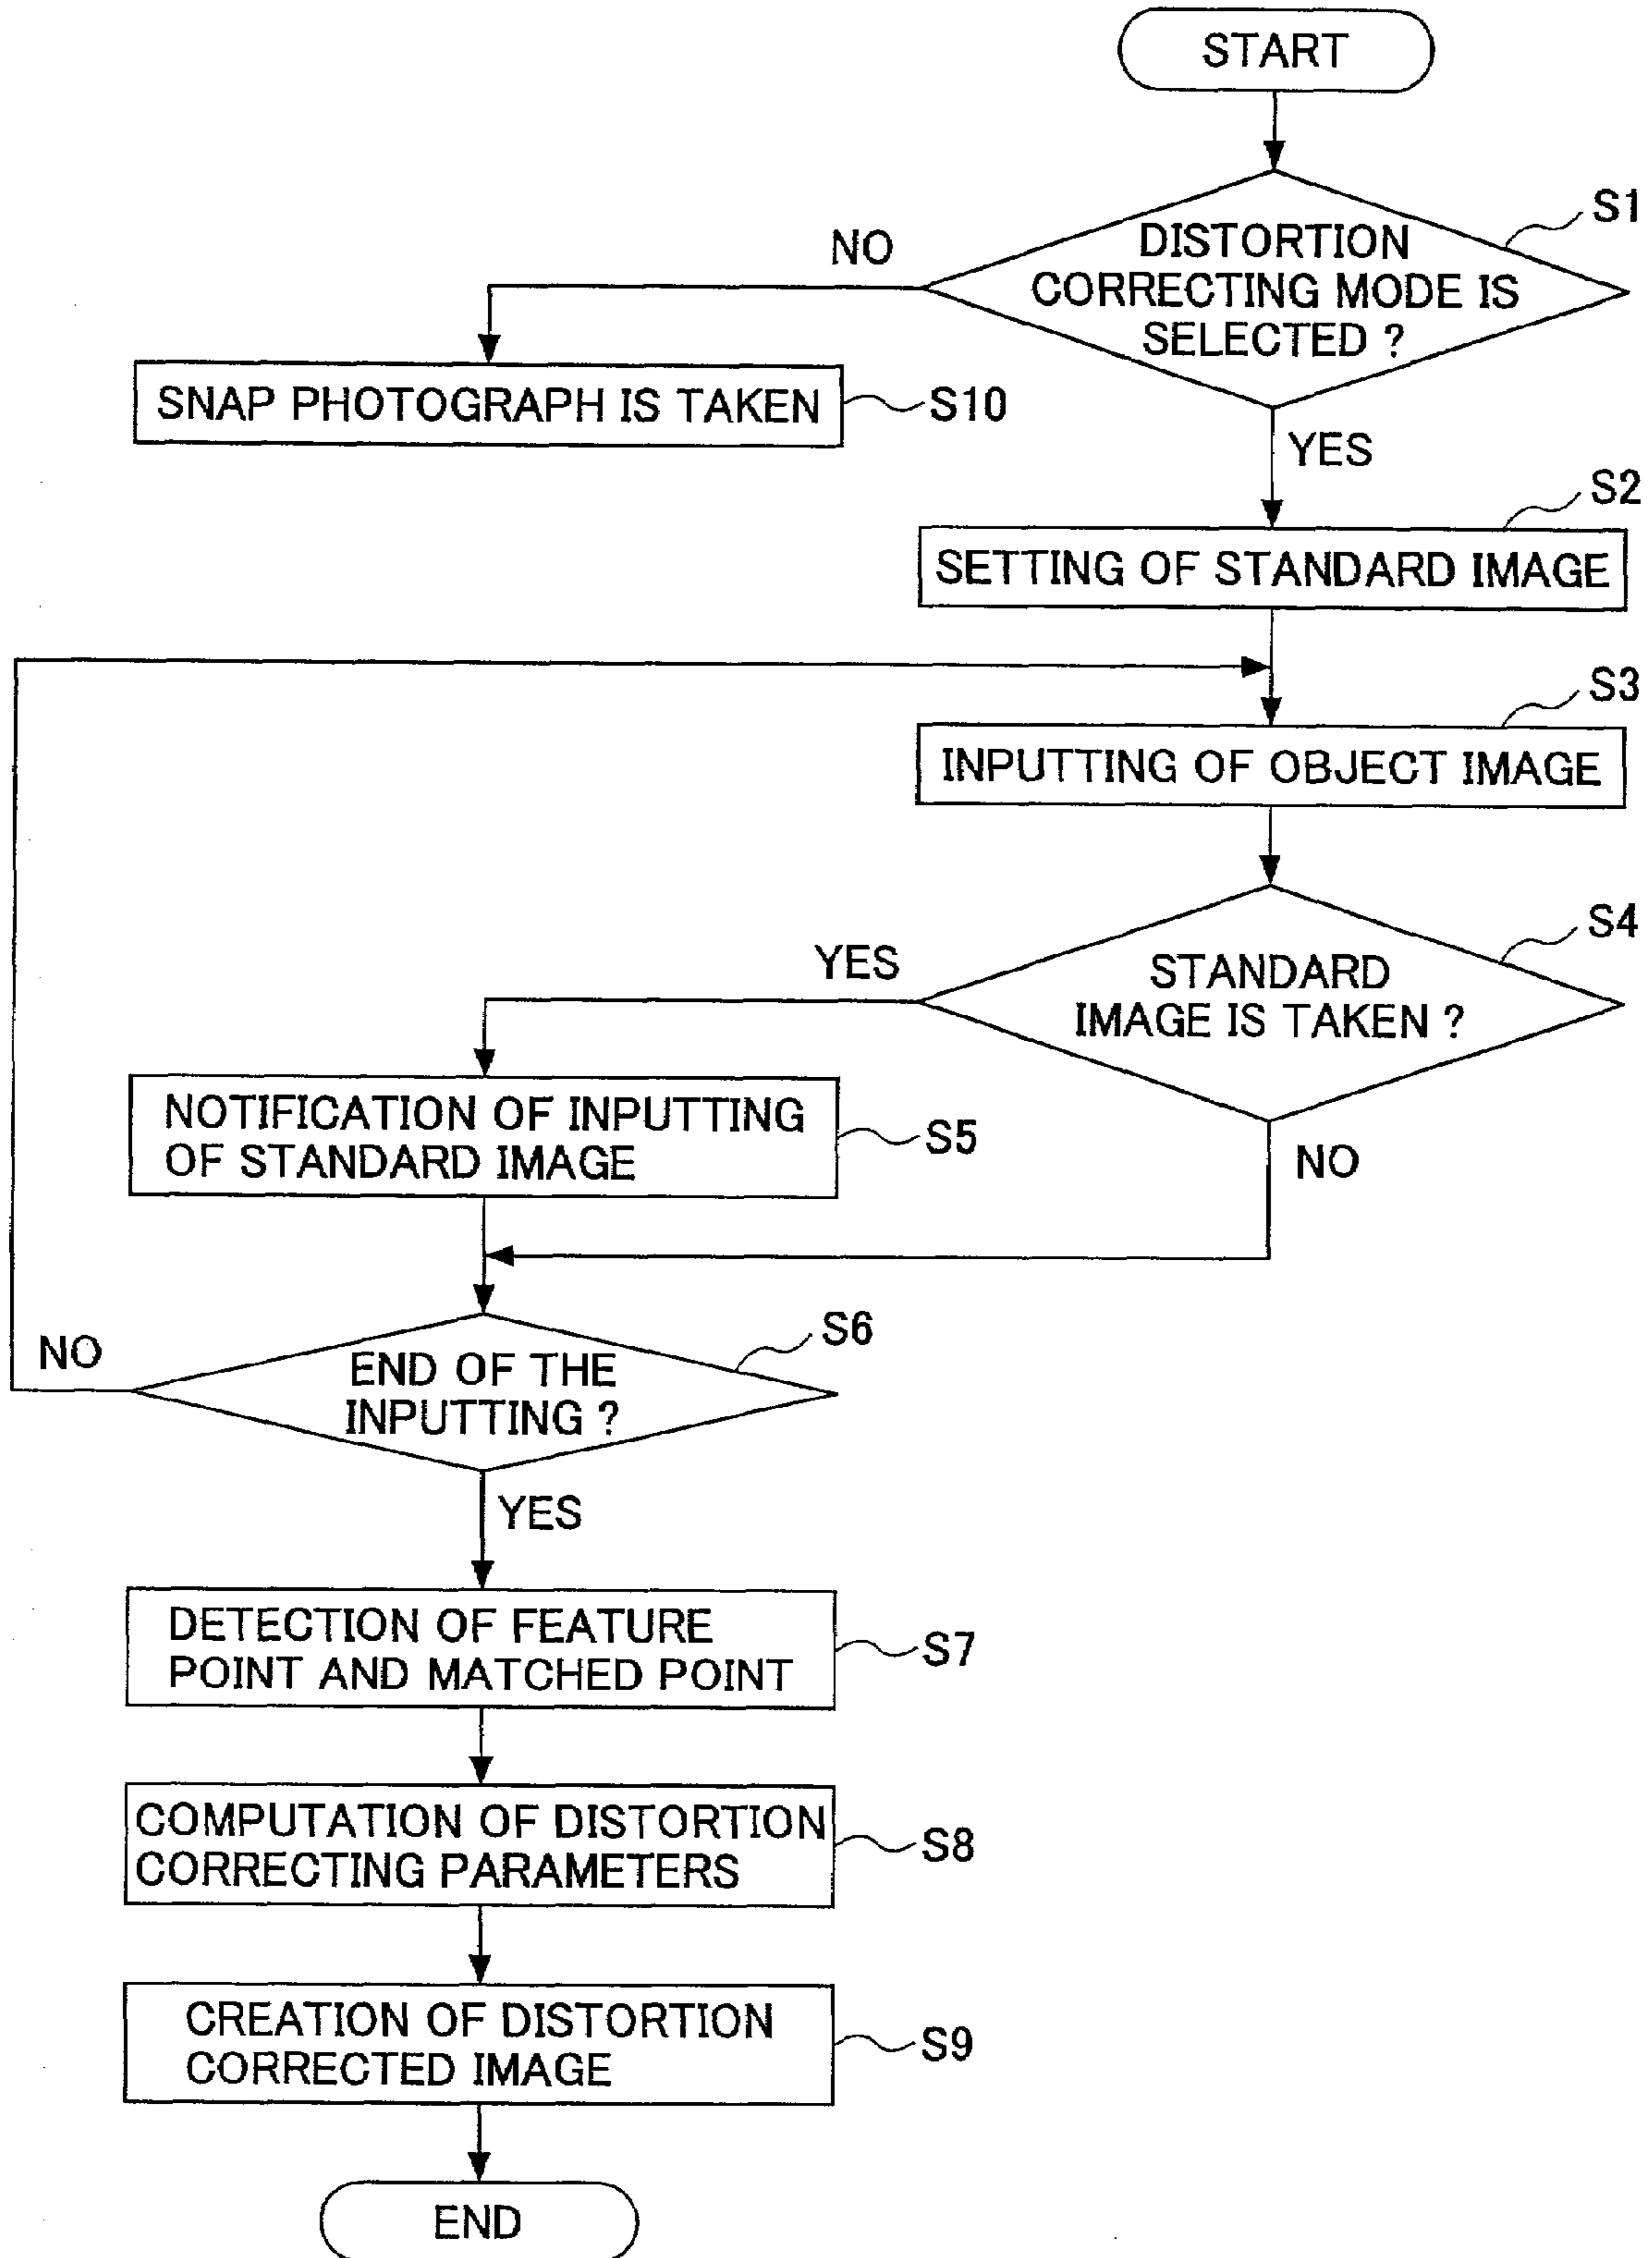 START
S1
NO
DISTORTION
CORRECTING MODE IS
SELECTED ?
SNAP PHOTOGRAPH IS TAKEN
S10
YES
S2
SETTING OF STANDARD IMAGE
S3
INPUTTING OF OBJECT IMAGE
S4
YES
STANDARD
IMAGE IS TAKEN ?
NOTIFICATION OF INPUTTING
OF STANDARD IMAGE
S5
NO
S6
NO
END OF THE
INPUTTING ?
YES
DETECTION OF FEATURE
POINT AND MATCHED POINT
S7
COMPUTATION OF DISTORTION
CORRECTING PARAMETERS
S8
CREATION OF DISTORTION
CORRECTED IMAGE
S9
END